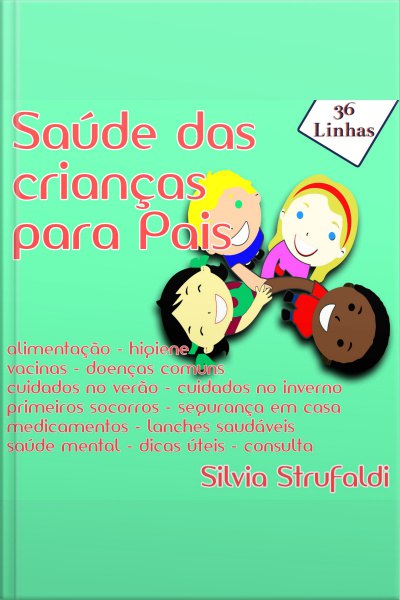 36
Linhas
Saúde das
crianças
para Pais
alimentação - higiene
vacinas - doenças comuns
cuidados no verão - cuidados no inverno
primeiros socorros - segurança em casa
medicamentos - lanches saudáveis
saúde mental - dicas úteis - consulta
Silvia Strufaldi